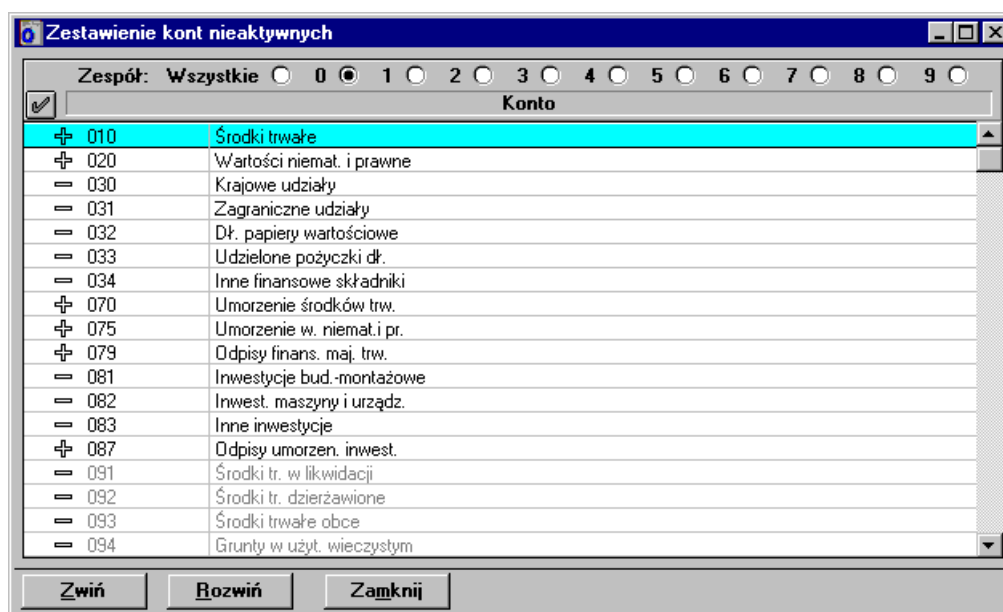 Zestawienie kont nieaktywnych
Zespół: Wszystkie 0 1 2 3 4 5 6 7 8 9
Konto
010 Środki trwałe
020 Wartości niemat. i prawne
030 Krajowe udziały
031 Zagraniczne udziały
032 Dł. papiery wartościowe
033 Udzielone pożyczki dł.
034 Inne finansowe składniki
070 Umorzenie środków trw.
075 Umorzenie w. niemat.i pr.
079 Odpisy finans. maj. trw.
081 Inwestycje bud.-montażowe
082 Inwest. maszyny i urządz.
083 Inne inwestycje
087 Odpisy umorzen. inwest.
091 Środki tr. w likwidacji
092 Środki tr. dzierżawione
093 Środki trwałe obce
094 Grunty w użyt. wieczystym
Zwiń Rozwiń Zamknij